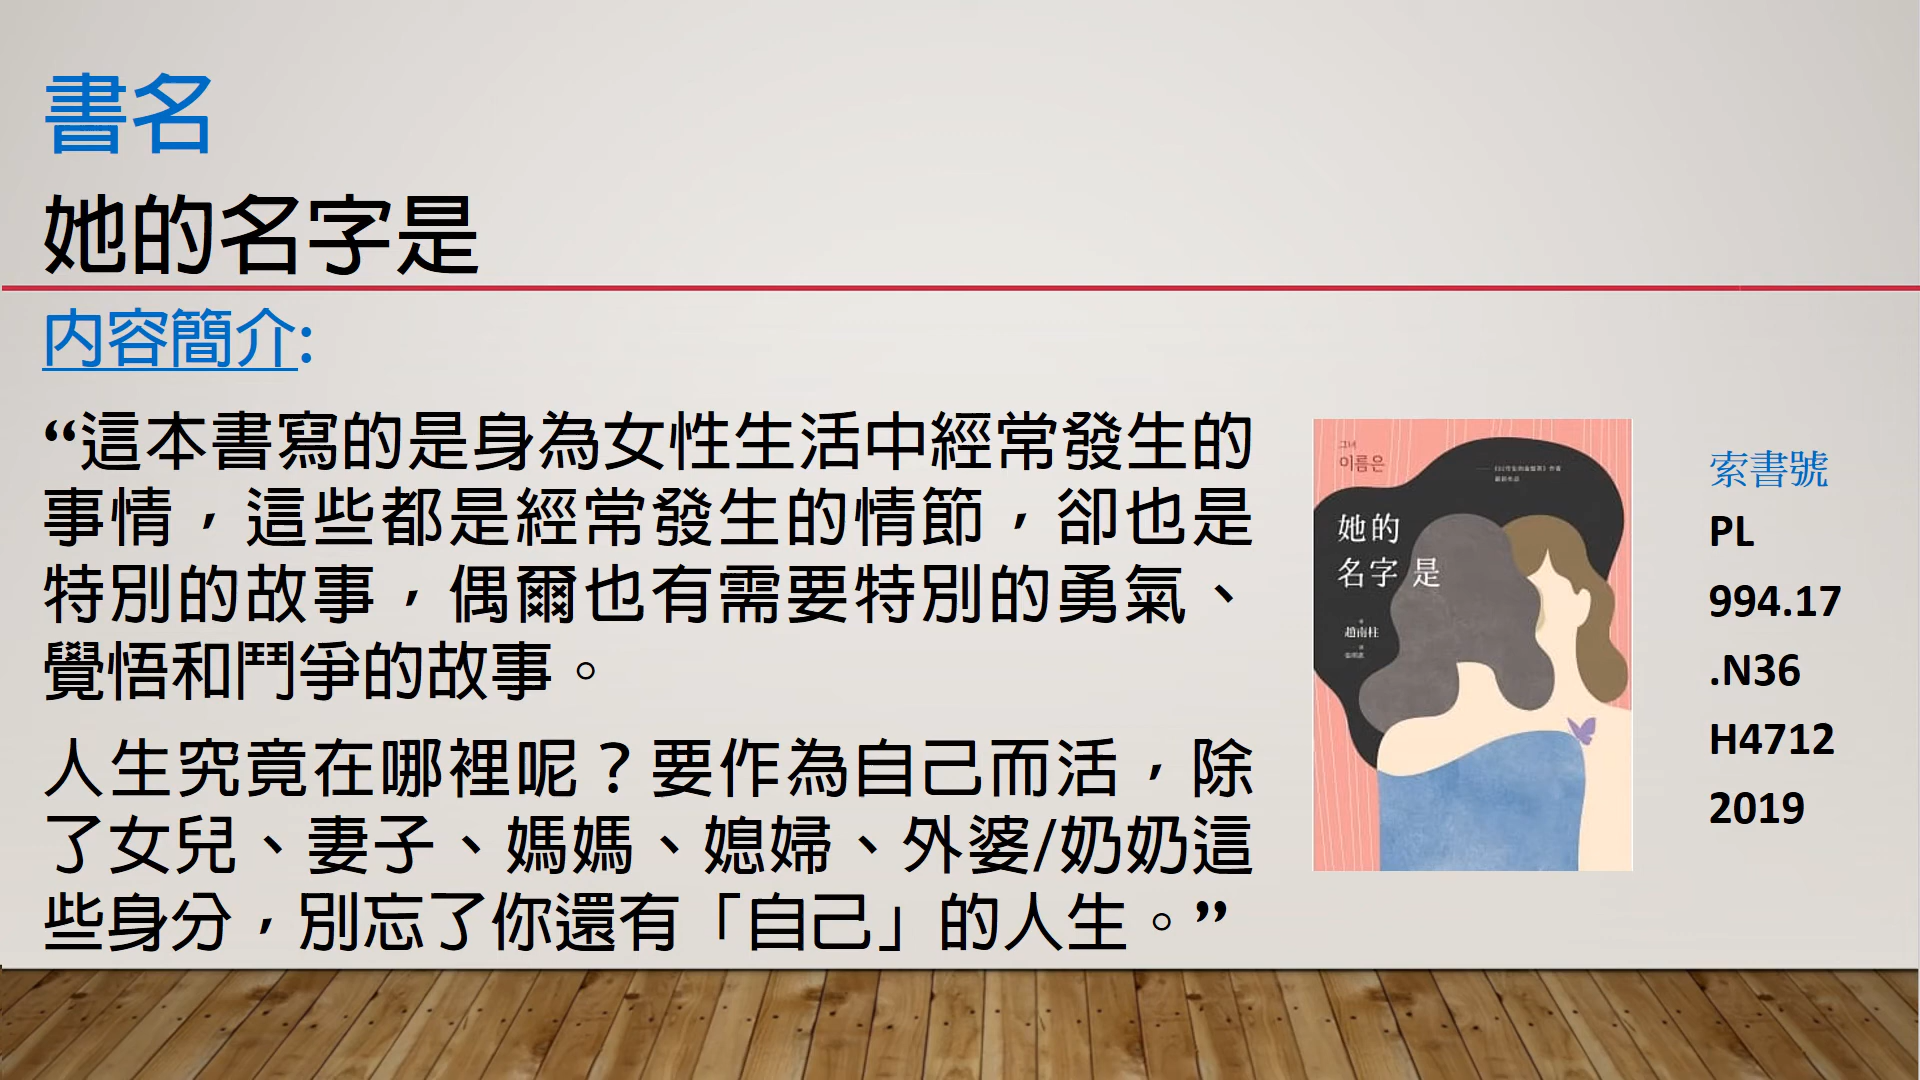 書名
她的名字是
内容簡介:
“這本書寫的是身為女性生活中經常發生的
事情，這些都是經常發生的情節，卻也是
特別的故事，偶爾也有需要特別的勇氣、
覺悟和鬥爭的故事。
人生究竟在哪裡呢？要作為自己而活，除
了女兒、妻子、媽媽、媳婦、外婆/奶奶這
些身分，別忘了你還有「自己」的人生。”
그녀
이름은
她的
名字 是
趙南柱
索書號
PL
994.17
.N36
H4712
2019